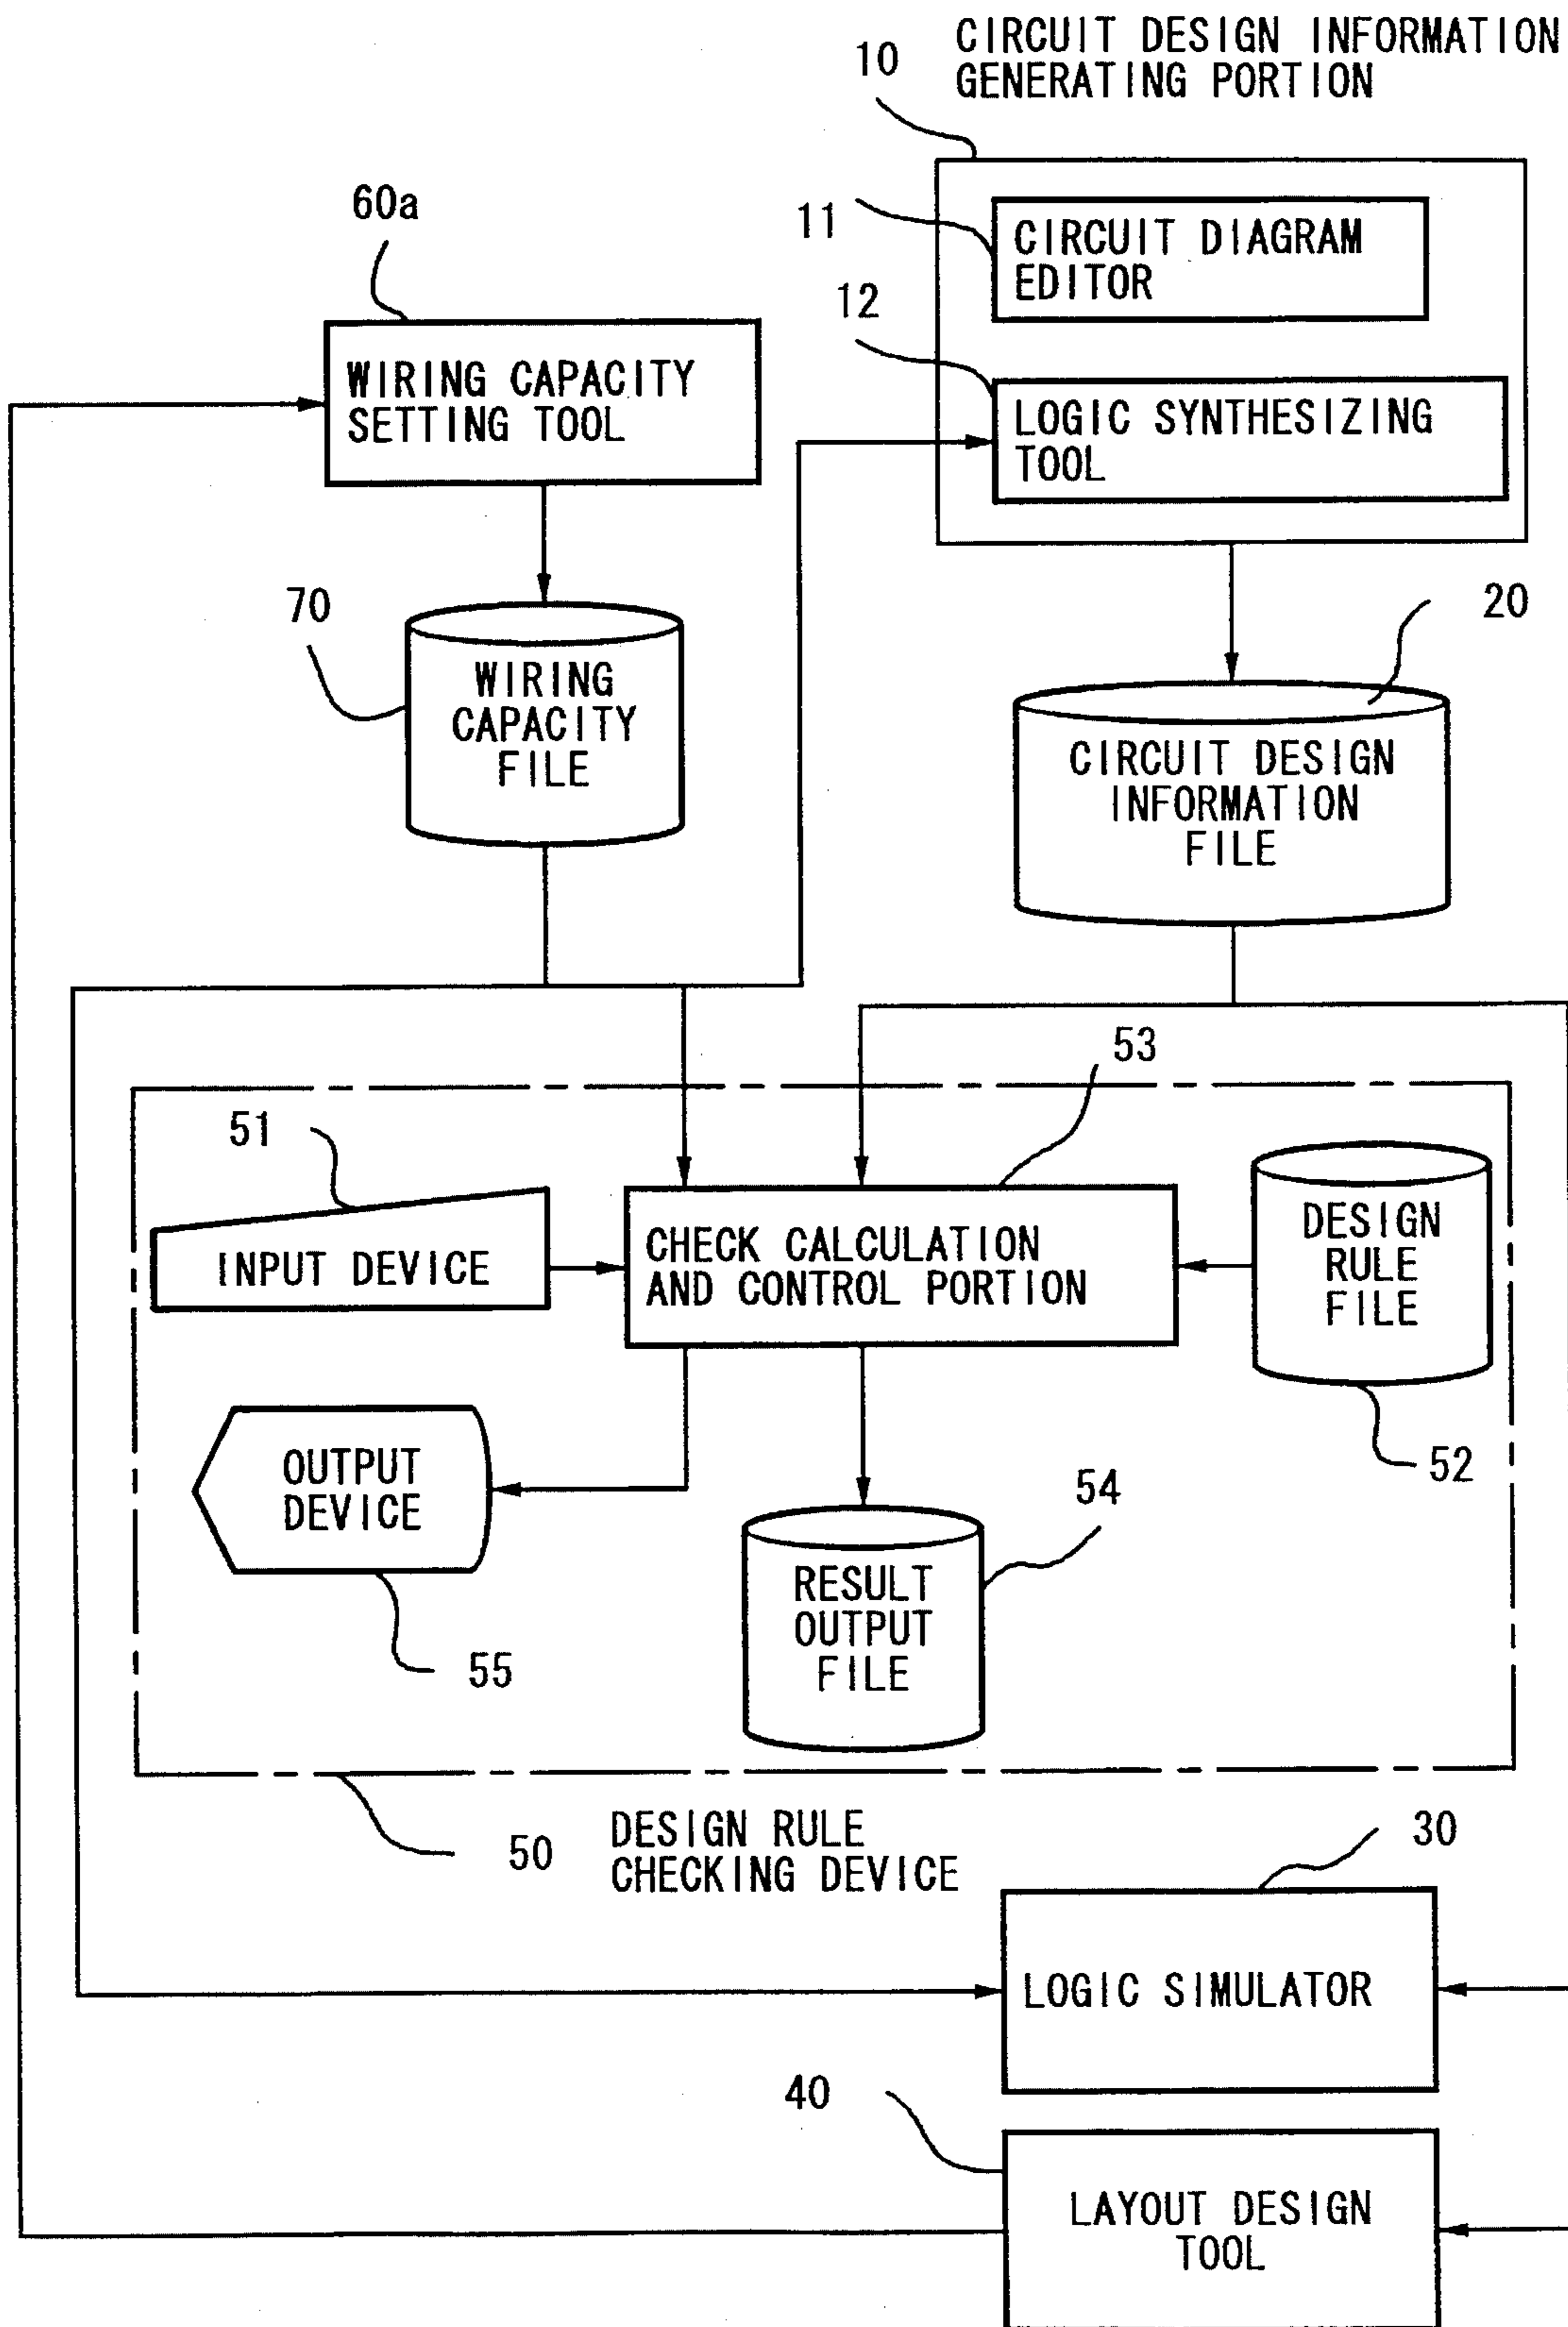 CIRCUIT DESIGN INFORMATION
GENERATING PORTION
10
60a
11
CIRCUIT DIAGRAM
EDITOR
12
WIRING CAPACITY
SETTING TOOL
LOGIC SYNTHESIZING
TOOL
70
20
WIRING
CAPACITY
FILE
CIRCUIT DESIGN
INFORMATION
FILE
53
51
INPUT DEVICE
CHECK CALCULATION
AND CONTROL PORTION
DESIGN
RULE
FILE
52
OUTPUT
DEVICE
54
RESULT
OUTPUT
FILE
55
50
DESIGN RULE
CHECKING DEVICE
30
LOGIC SIMULATOR
40
LAYOUT DESIGN
TOOL